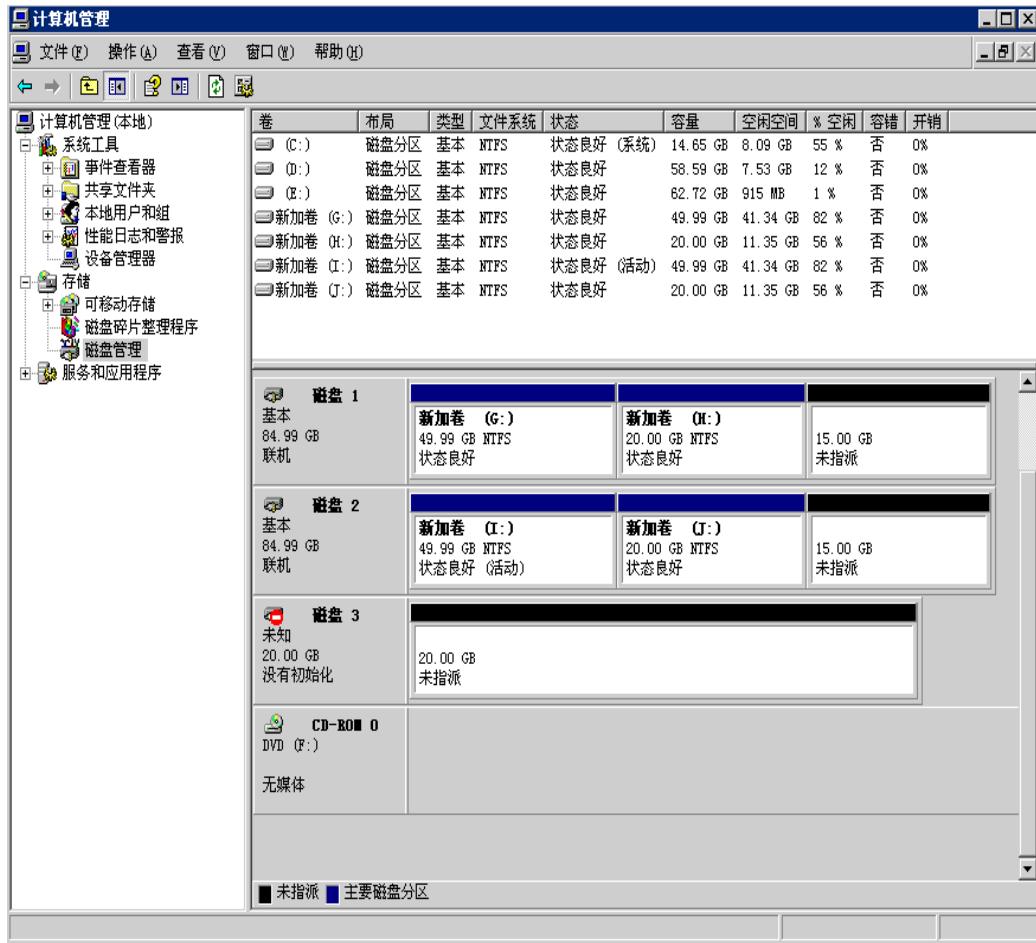 计算机管理
文件(F) 操作(A) 查看(V) 窗口(W) 帮助(H)
计算机管理(本地)
系统工具
事件查看器
共享文件夹
本地用户和组
性能日志和警报
设备管理器
存储
可移动存储
磁盘碎片整理程序
磁盘管理
服务和应用程序
卷 布局 类型 文件系统 状态 容量 空闲空间 % 空闲 容错 开销
(C:) 磁盘分区 基本 NTFS 状态良好 (系统) 14.65 GB 8.09 GB 55 % 否 0%
(D:) 磁盘分区 基本 NTFS 状态良好 58.59 GB 7.53 GB 12 % 否 0%
(E:) 磁盘分区 基本 NTFS 状态良好 62.72 GB 915 MB 1 % 否 0%
新加卷 (G:) 磁盘分区 基本 NTFS 状态良好 49.99 GB 41.34 GB 82 % 否 0%
新加卷 (H:) 磁盘分区 基本 NTFS 状态良好 20.00 GB 11.35 GB 56 % 否 0%
新加卷 (I:) 磁盘分区 基本 NTFS 状态良好 (活动) 49.99 GB 41.34 GB 82 % 否 0%
新加卷 (J:) 磁盘分区 基本 NTFS 状态良好 20.00 GB 11.35 GB 56 % 否 0%
磁盘 1
基本
84.99 GB
联机
新加卷 (G:)
49.99 GB NTFS
状态良好
新加卷 (H:)
20.00 GB NTFS
状态良好
15.00 GB
未指派
磁盘 2
基本
84.99 GB
联机
新加卷 (I:)
49.99 GB NTFS
状态良好 (活动)
新加卷 (J:)
20.00 GB NTFS
状态良好
15.00 GB
未指派
磁盘 3
未知
20.00 GB
没有初始化
20.00 GB
未指派
CD-ROM 0
DVD (F:)
无媒体
未指派 主要磁盘分区